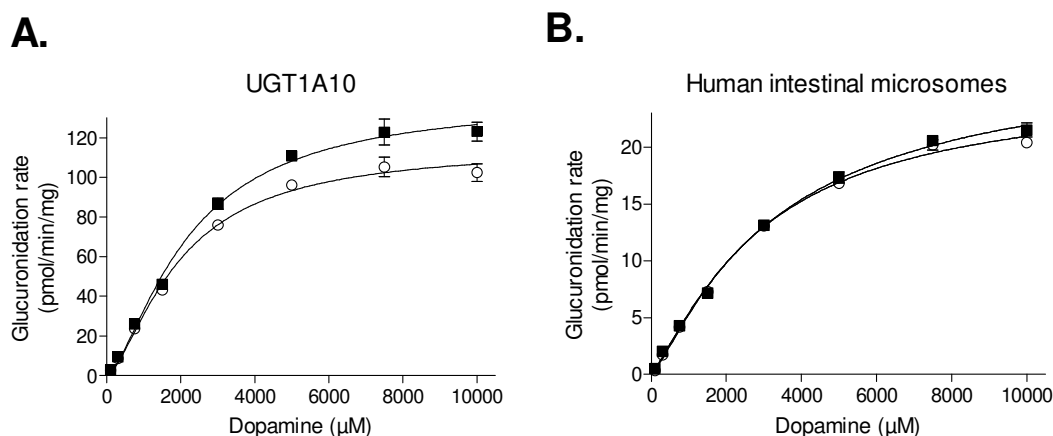 A.
UGT1A10
Glucuronidation rate
(pmol/min/mg)
120
100
80
60
40
20
0
0 2000 4000 6000 8000 10000
Dopamine (µM)
B.
Human intestinal microsomes
Glucuronidation rate
(pmol/min/mg)
20
15
10
5
0
0 2000 4000 6000 8000 10000
Dopamine (µM)